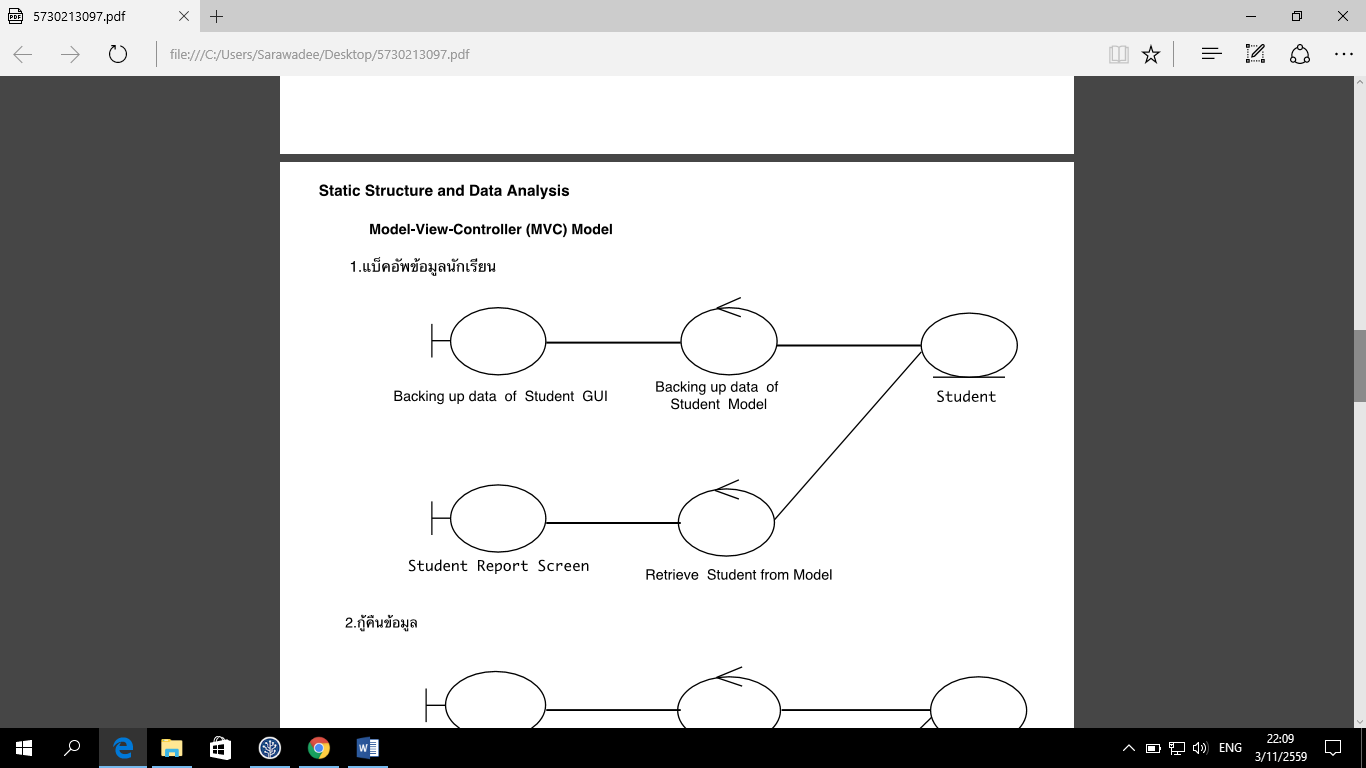 5730213097.pdf
file:///C:/Users/Sarawadee/Desktop/5730213097.pdf
Static Structure and Data Analysis
Model-View-Controller (MVC) Model
1.แบ็คอัพข้อมูลนักเรียน
Backing up data of Student GUI
Backing up data of
Student Model
Student
Student Report Screen
Retrieve Student from Model
2.กู้คืนข้อมูล
ENG
22:09
3/11/2559